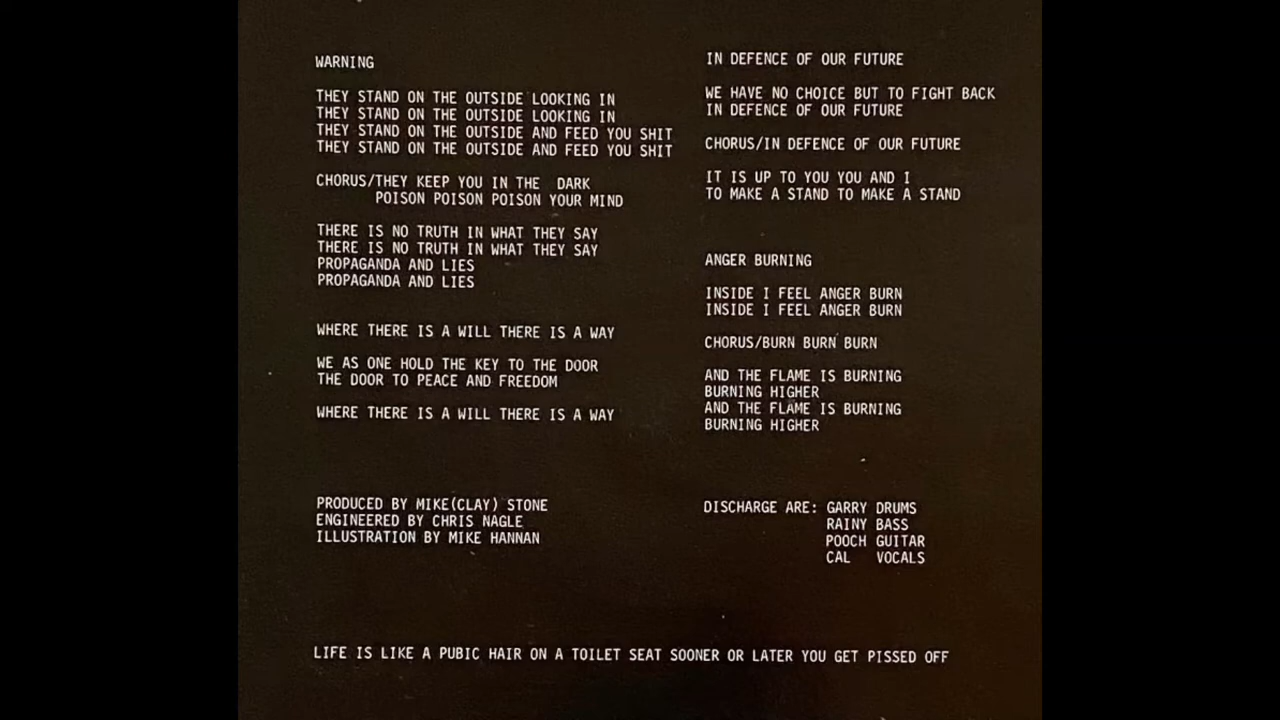 WARNING
THEY STAND ON THE OUTSIDE LOOKING IN
THEY STAND ON THE OUTSIDE LOOKING IN
THEY STAND ON THE OUTSIDE AND FEED YOU SHIT
THEY STAND ON THE OUTSIDE AND FEED YOU SHIT
CHORUS/THEY KEEP YOU IN THE DARK
POISON POISON POISON YOUR MIND
THERE IS NO TRUTH IN WHAT THEY SAY
THERE IS NO TRUTH IN WHAT THEY SAY
PROPAGANDA AND LIES
PROPAGANDA AND LIES
WHERE THERE IS A WILL THERE IS A WAY
WE AS ONE HOLD THE KEY TO THE DOOR
THE DOOR TO PEACE AND FREEDOM
WHERE THERE IS A WILL THERE IS A WAY
PRODUCED BY MIKE(CLAY) STONE
ENGINEERED BY CHRIS NAGLE
ILLUSTRATION BY MIKE HANNAN
IN DEFENCE OF OUR FUTURE
WE HAVE NO CHOICE BUT TO FIGHT BACK
IN DEFENCE OF OUR FUTURE
CHORUS/IN DEFENCE OF OUR FUTURE
IT IS UP TO YOU YOU AND I
TO MAKE A STAND TO MAKE A STAND
ANGER BURNING
INSIDE I FEEL ANGER BURN
INSIDE I FEEL ANGER BURN
CHORUS/BURN BURN BURN
AND THE FLAME IS BURNING
BURNING HIGHER
AND THE FLAME IS BURNING
BURNING HIGHER
DISCHARGE ARE: GARRY DRUMS
RAINY BASS
POOCH GUITAR
CAL VOCALS
LIFE IS LIKE A PUBIC HAIR ON A TOILET SEAT SOONER OR LATER YOU GET PISSED OFF